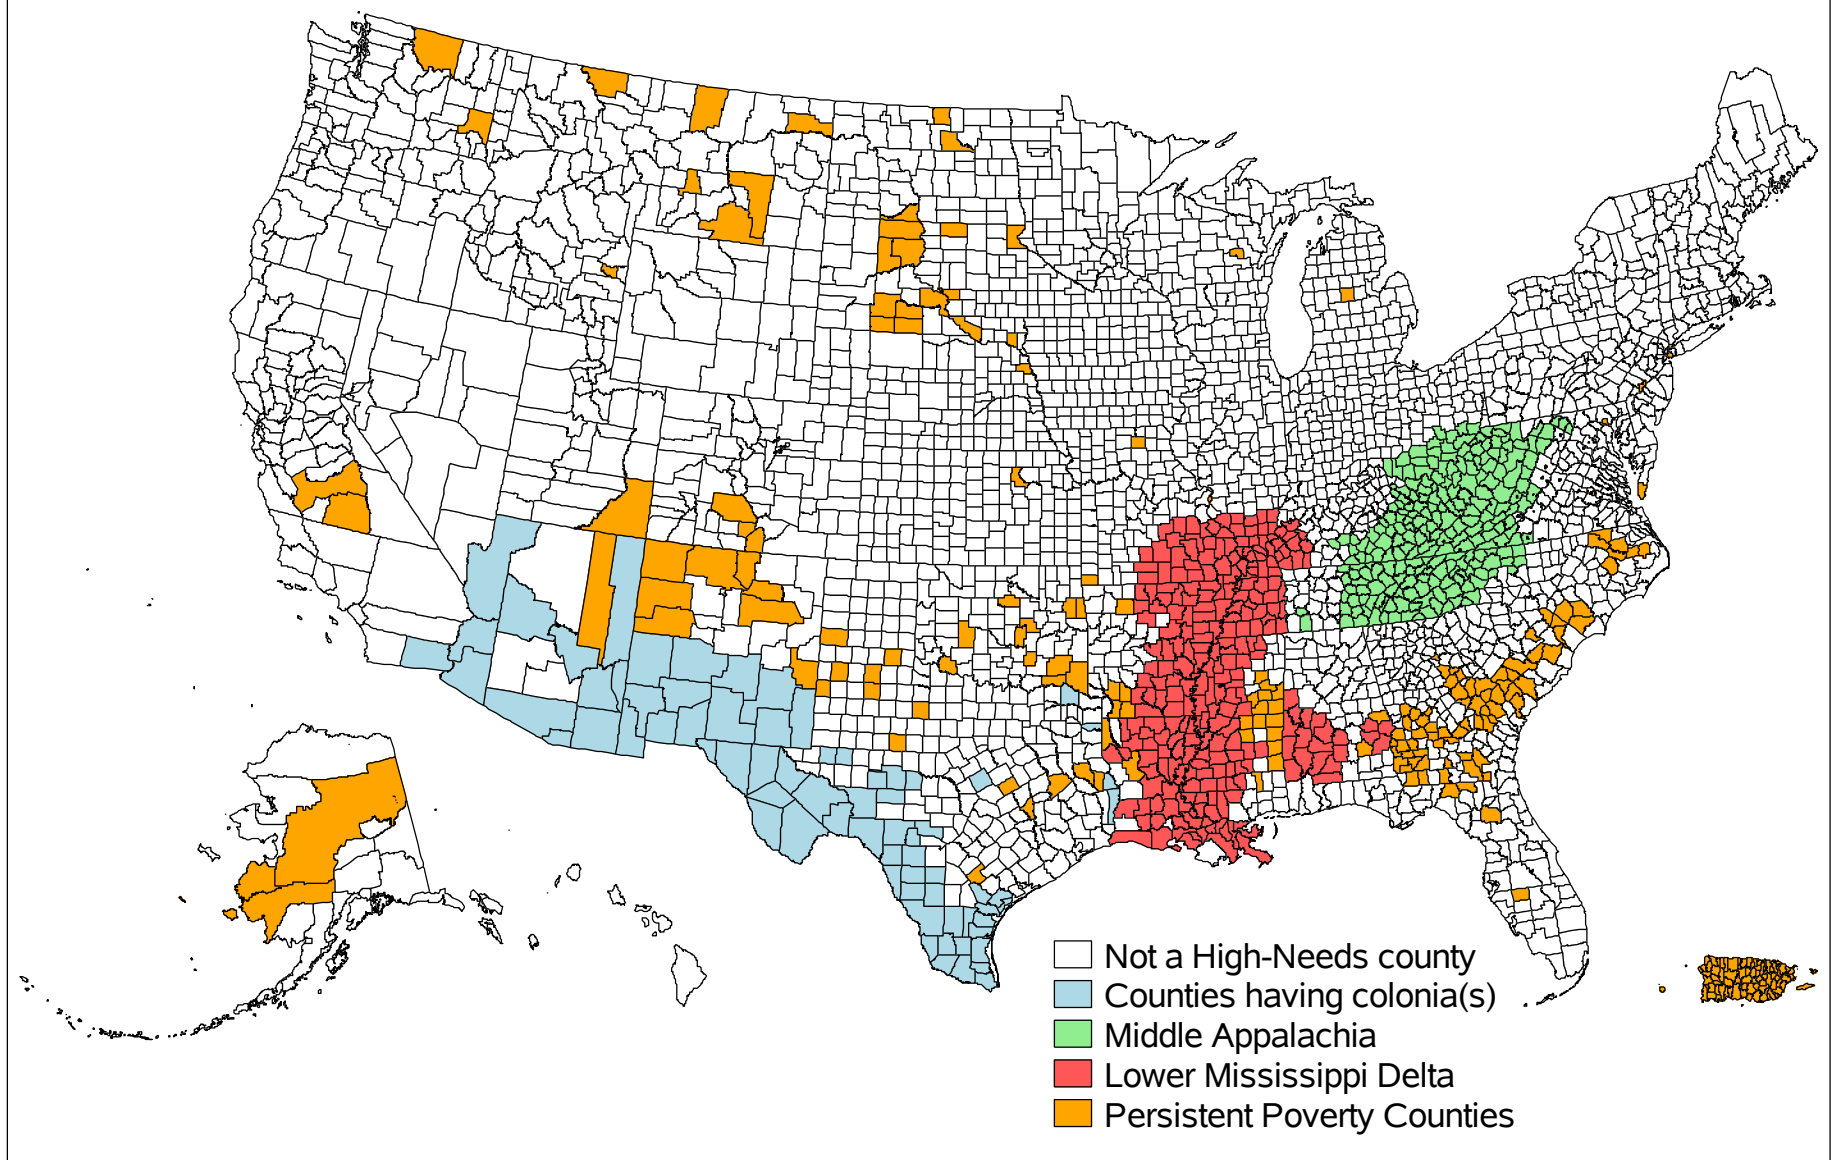 Not a High-Needs county
Counties having colonia(s)
Middle Appalachia
Lower Mississippi Delta
Persistent Poverty Counties